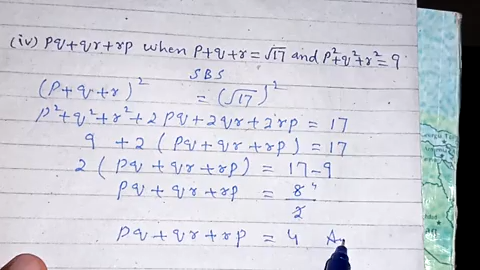 (iv) pq+qr+rp when p+q+r=√17 and p²+q²+r²=9
SBS
(p+q+r)² = (√17)²
p²+q²+r²+2pq+2qr+2rp = 17
9 + 2(pq+qr+rp) = 17
2(pq+qr+rp) = 17-9
pq+qr+rp = 8/2 4
pq+qr+rp = 4 A